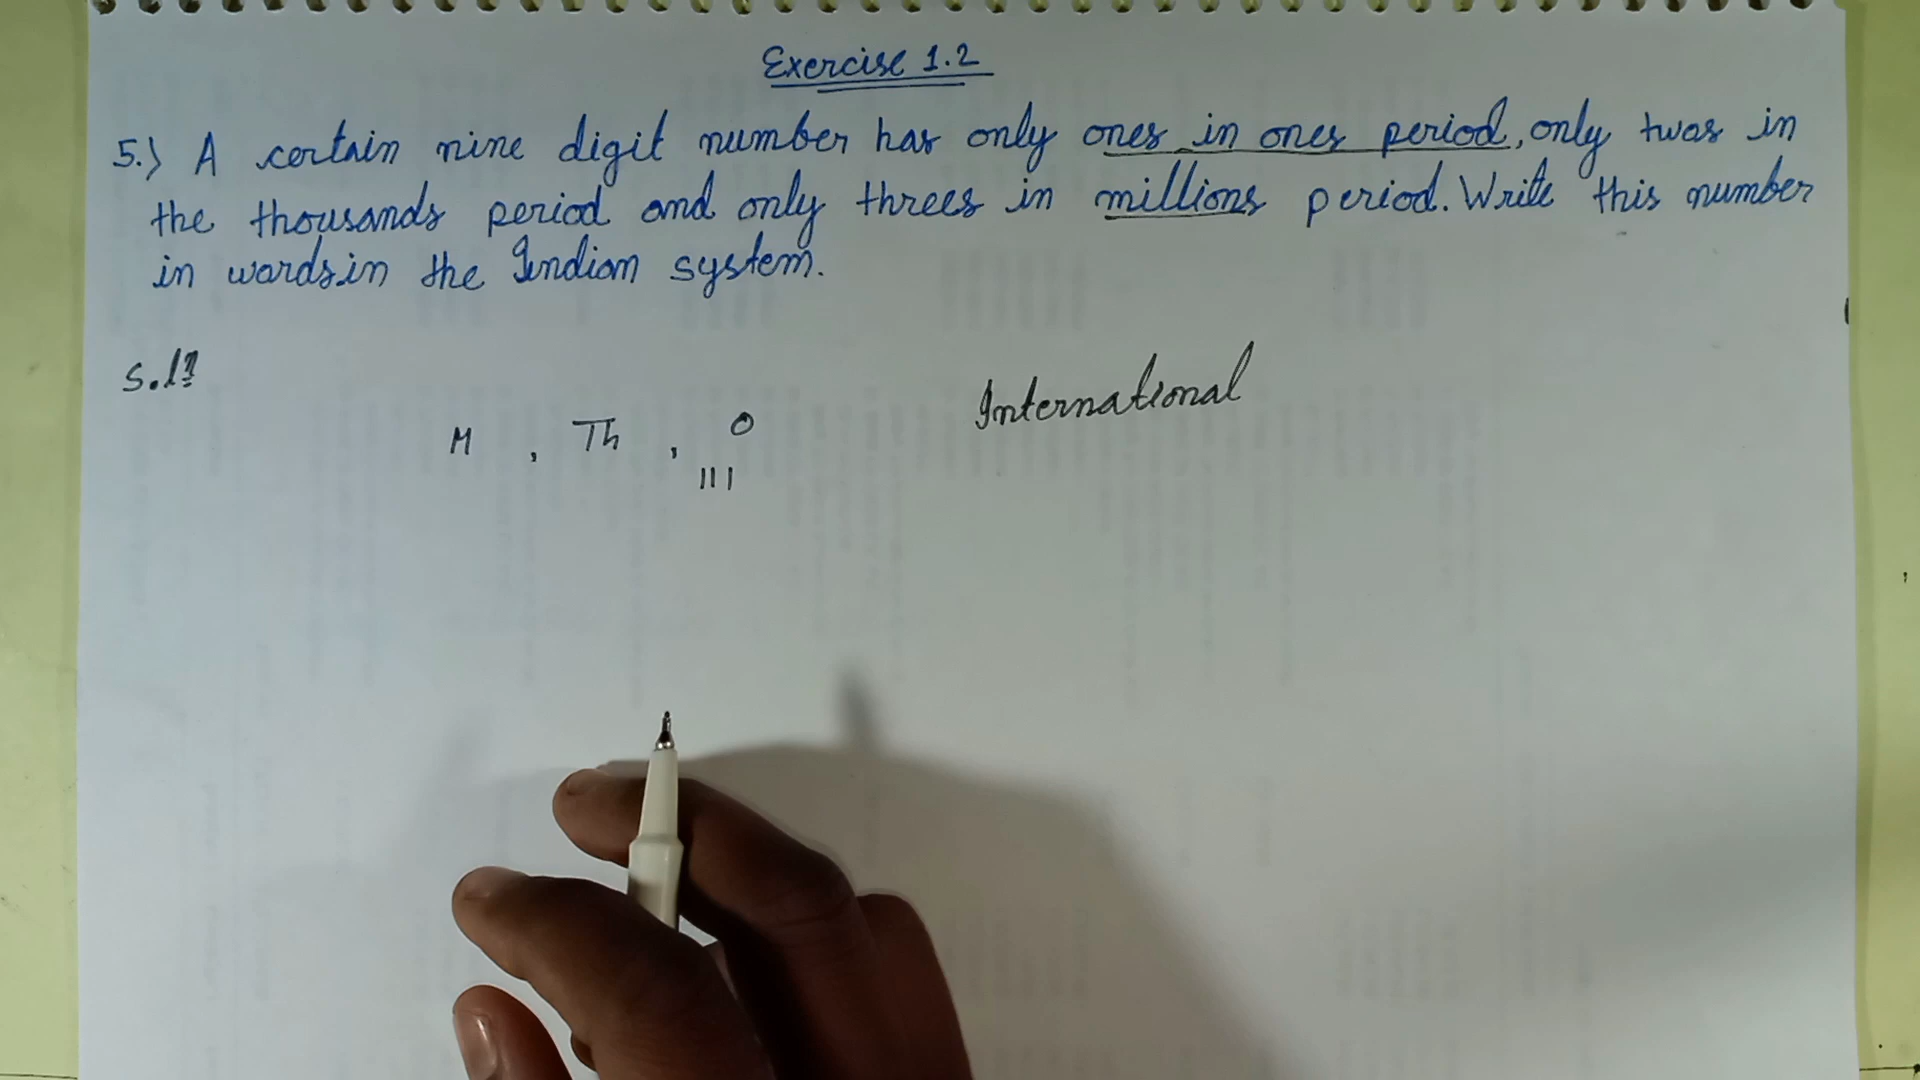 Exercise 1.2
5.) A certain nine digit number has only ones in ones period, only twos in
the thousands period and only threes in millions period. Write this number
in words in the Indian system.
Soln
International
M , Th , O
111